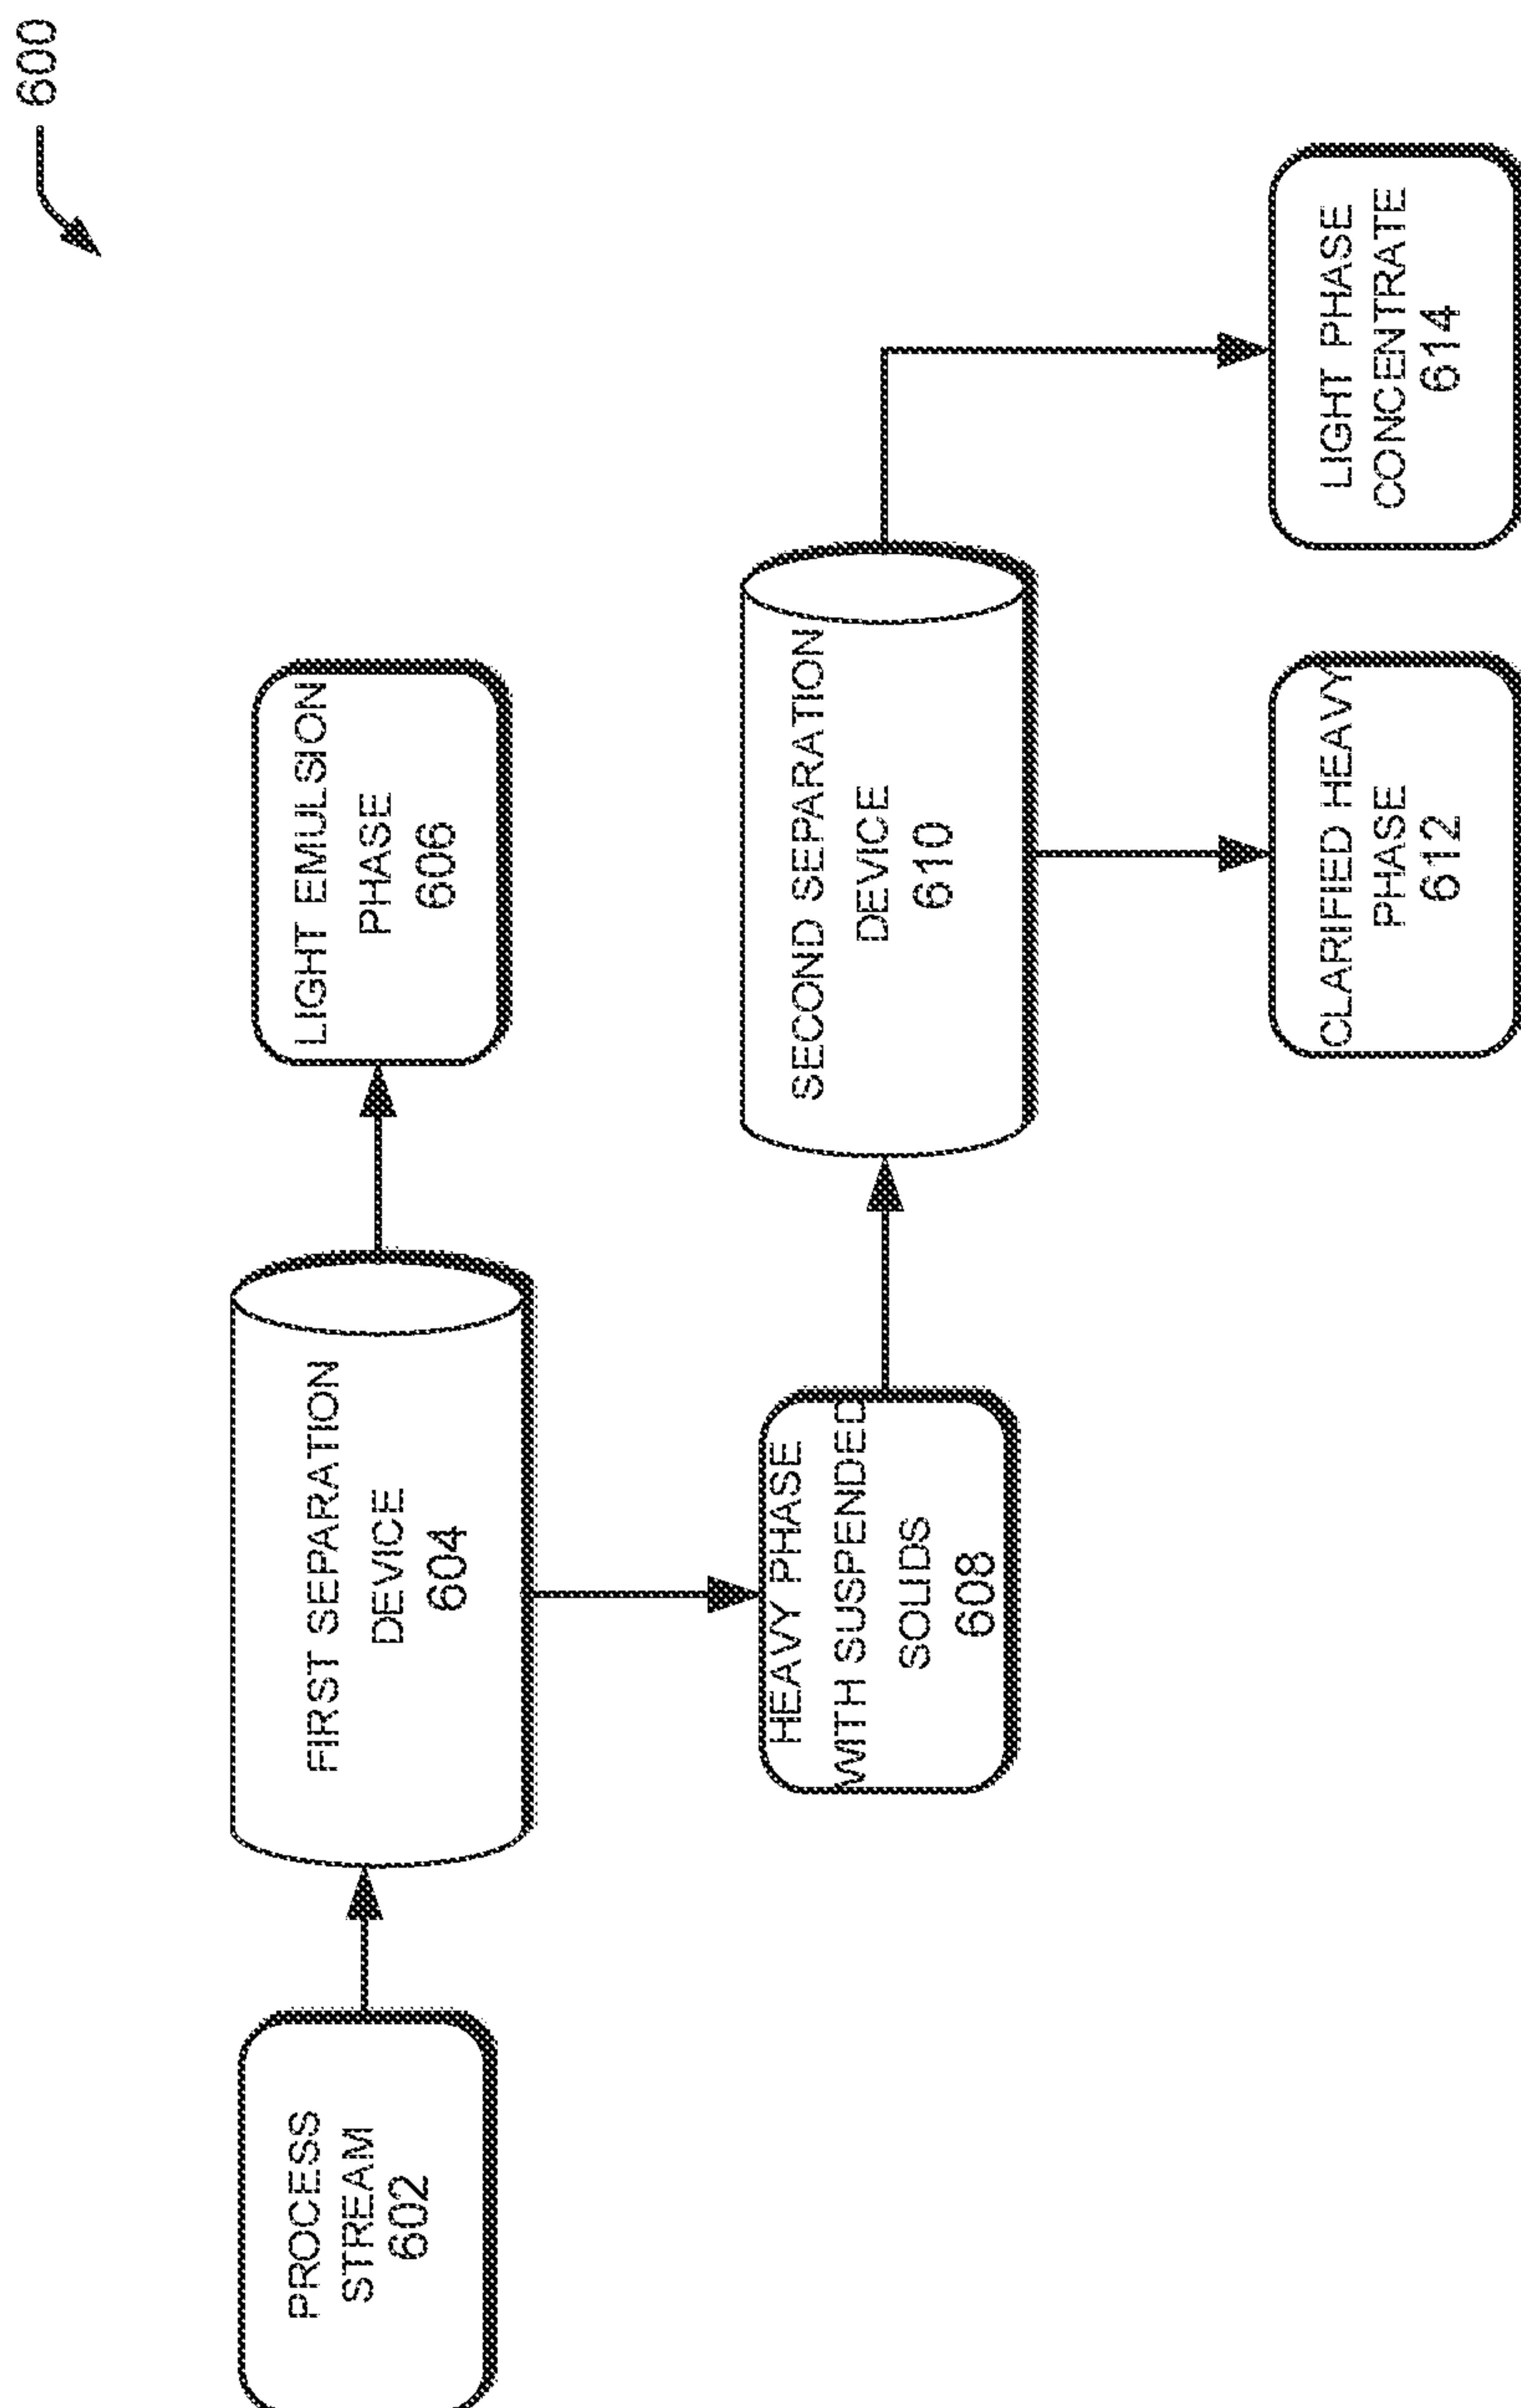 600
PROCESS
STREAM
602
FIRST SEPARATION
DEVICE
604
LIGHT EMULSION
PHASE
606
HEAVY PHASE
WITH SUSPENDED
SOLIDS
608
SECOND SEPARATION
DEVICE
610
CLARIFIED HEAVY
PHASE
612
LIGHT PHASE
CONCENTRATE
614